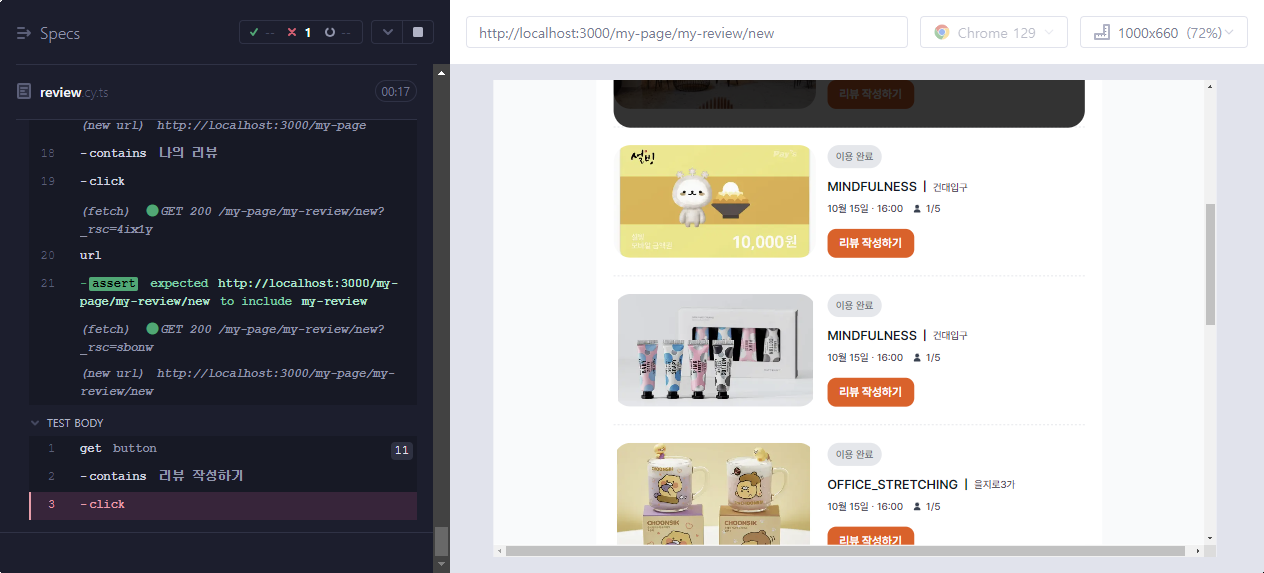 Specs
-- 1 --
review cy.ts
00:17
(new url) http://localhost:3000/my-page
18 -contains 나의 리뷰
19 -click
(fetch) GET 200 /my-page/my-review/new?
_rsc=4ix1y
20 url
21 -assert expected http://localhost:3000/my-
page/my-review/new to include my-review
(fetch) GET 200 /my-page/my-review/new?
_rsc=sbonw
(new url) http://localhost:3000/my-page/my-
review/new
TEST BODY
1 get button 11
2 -contains 리뷰 작성하기
3 -click
http://localhost:3000/my-page/my-review/new
Chrome 129
1000x660 (72%)
리뷰 작성하기
설빙
10,000원
이용 완료
MINDFULNESS | 건대입구
10월 15일 · 16:00 1/5
리뷰 작성하기
이용 완료
MINDFULNESS | 건대입구
10월 15일 · 16:00 1/5
리뷰 작성하기
CHOONSIK
CHOONSIK
이용 완료
OFFICE_STRETCHING | 을지로3가
10월 15일 · 16:00 1/5
리뷰 작성하기